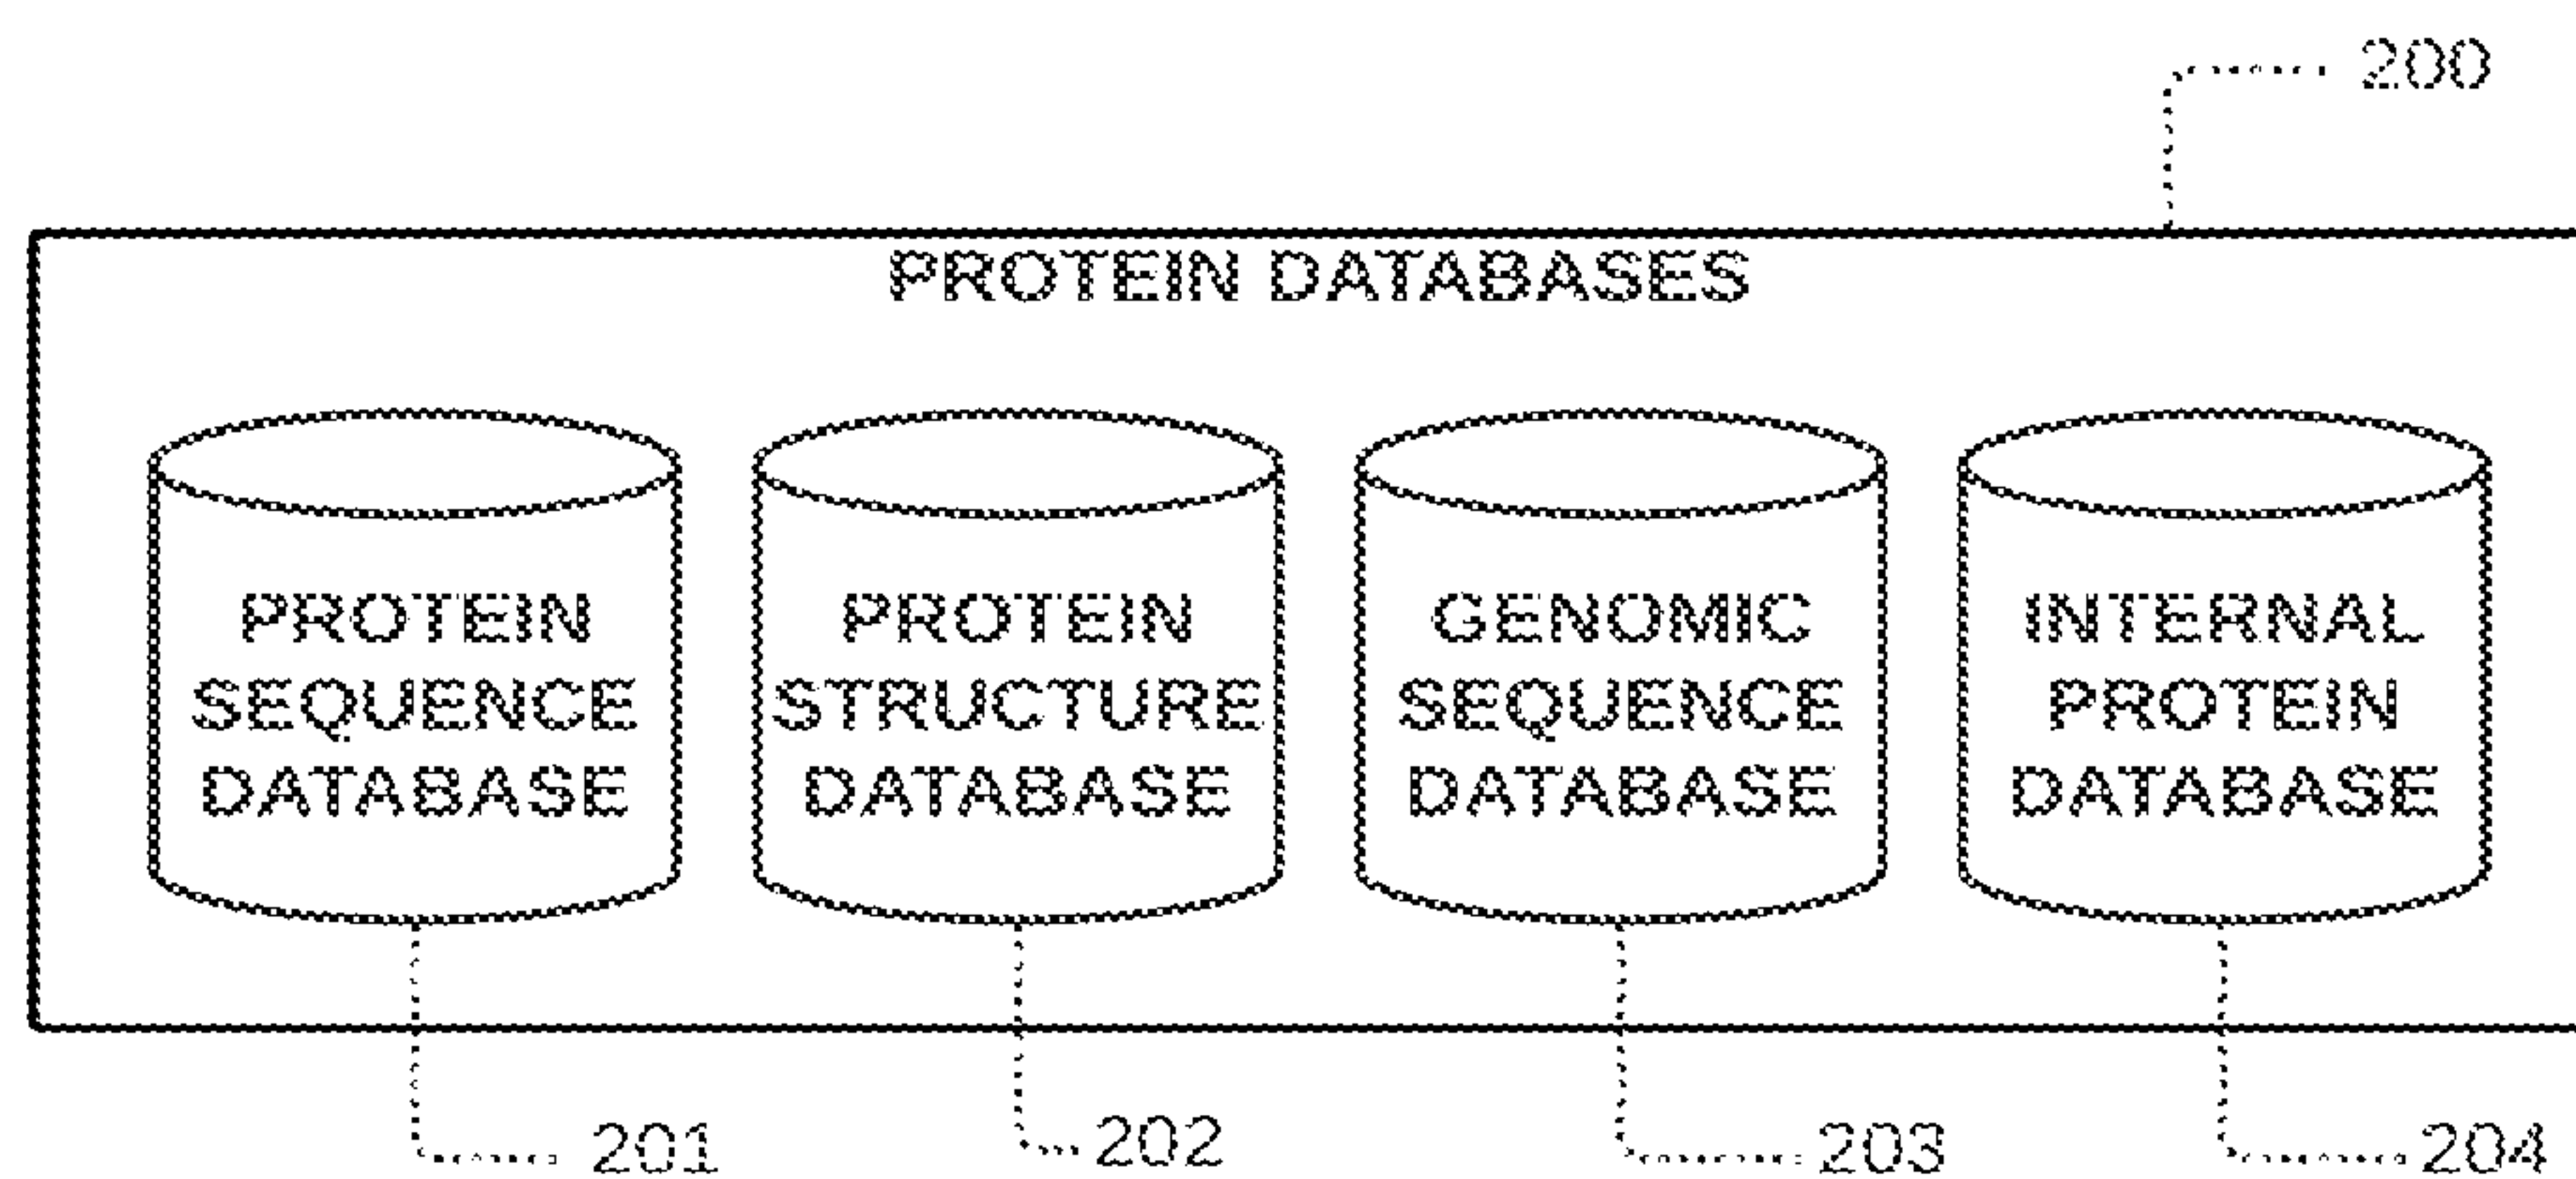 200
PROTEIN DATABASES
PROTEIN
SEQUENCE
DATABASE
PROTEIN
STRUCTURE
DATABASE
GENOMIC
SEQUENCE
DATABASE
INTERNAL
PROTEIN
DATABASE
201
202
203
204